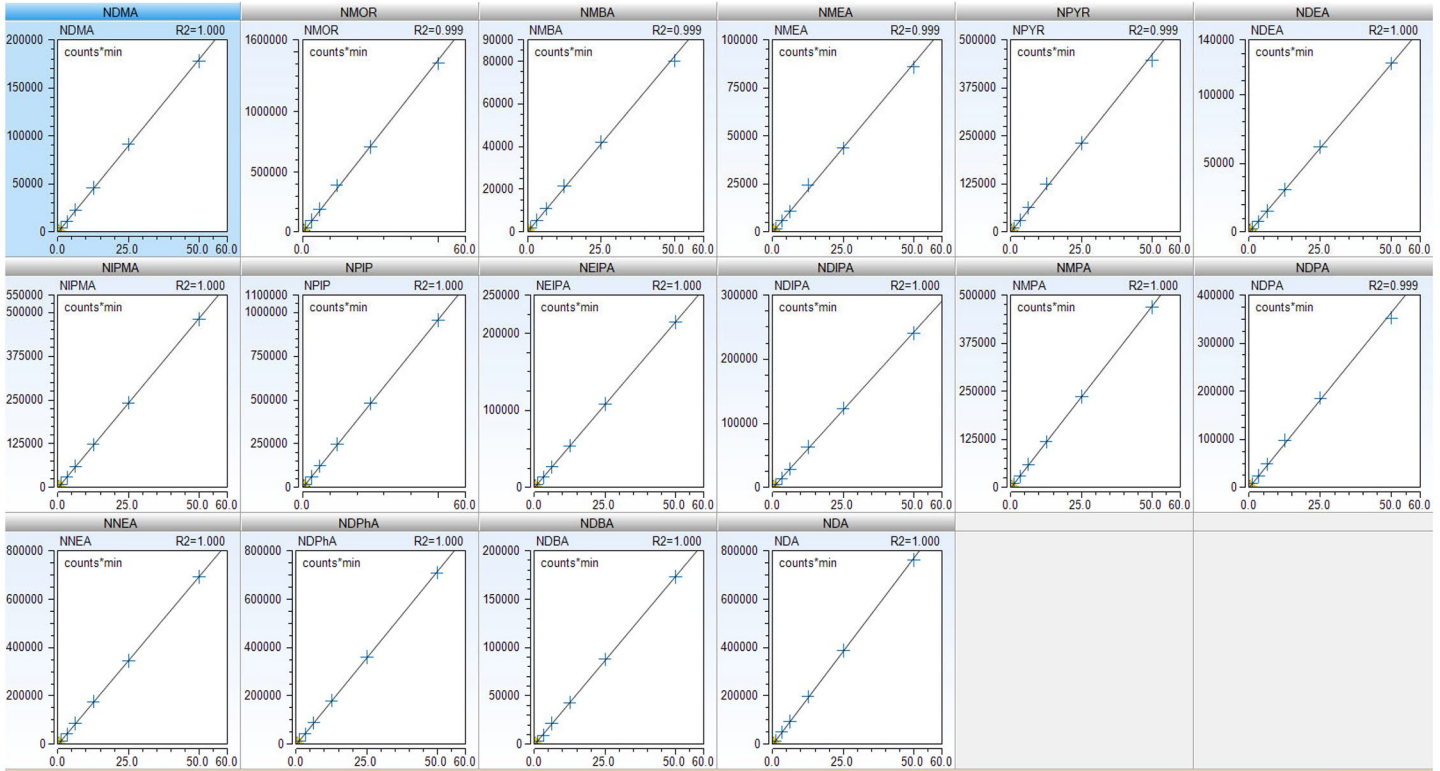 NDMA NMOR NMBA NMEA NPYR NDEA
NDMA R2=1.000 NMOR R2=0.999 NMBA R2=0.999 NMEA R2=0.999 NPYR R2=0.999 NDEA R2=1.000
200000 150000 100000 50000 0
counts*min
0.0 25.0 50.0 60.0
1600000 1000000 500000 0
counts*min
0.0 60.0
90000 80000 60000 40000 20000 0
counts*min
0.0 25.0 50.0 60.0
100000 75000 50000 25000 0
counts*min
0.0 25.0 50.0 60.0
500000 375000 250000 125000 0
counts*min
0.0 25.0 50.0 60.0
140000 100000 50000 0
counts*min
0.0 25.0 50.0 60.0
NIPMA NPIP NEIPA NDIPA NMPA NDPA
NIPMA R2=1.000 NPIP R2=1.000 NEIPA R2=1.000 NDIPA R2=1.000 NMPA R2=1.000 NDPA R2=0.999
550000 500000 375000 250000 125000 0
counts*min
0.0 25.0 50.0 60.0
1100000 1000000 750000 500000 250000 0
counts*min
0.0 60.0
250000 200000 100000 0
counts*min
0.0 25.0 50.0 60.0
300000 200000 100000 0
counts*min
0.0 25.0 50.0 60.0
500000 375000 250000 125000 0
counts*min
0.0 25.0 50.0 60.0
400000 300000 200000 100000 0
counts*min
0.0 25.0 50.0 60.0
NNEA NDPhA NDBA NDA
NNEA R2=1.000 NDPhA R2=1.000 NDBA R2=1.000 NDA R2=1.000
800000 600000 400000 200000 0
counts*min
0.0 25.0 50.0 60.0
800000 600000 400000 200000 0
counts*min
0.0 25.0 50.0 60.0
200000 150000 100000 50000 0
counts*min
0.0 25.0 50.0 60.0
800000 600000 400000 200000 0
counts*min
0.0 25.0 50.0 60.0